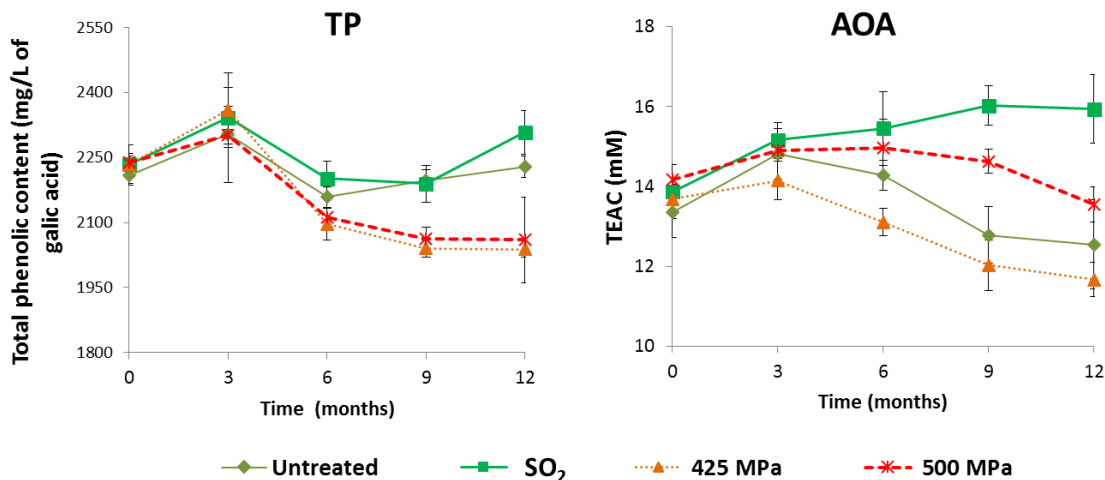 TP
Total phenolic content (mg/L of
galic acid)
2550
2400
2250
2100
1950
1800
0 3 6 9 12
Time (months)
AOA
TEAC (mM)
18
16
14
12
10
0 3 6 9 12
Time (months)
Untreated SO₂ 425 MPa 500 MPa